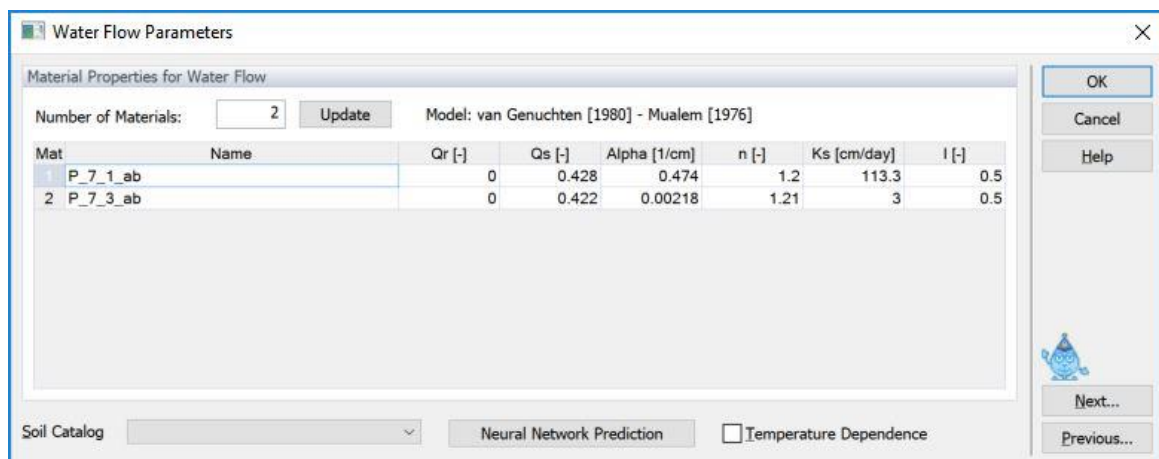 Water Flow Parameters
Material Properties for Water Flow
OK
Number of Materials: 2 Update Model: van Genuchten [1980] - Mualem [1976]
Cancel
Mat Name Qr [-] Qs [-] Alpha [1/cm] n [-] Ks [cm/day] l [-]
Help
1 P_7_1_ab 0 0.428 0.474 1.2 113.3 0.5
2 P_7_3_ab 0 0.422 0.00218 1.21 3 0.5
Next...
Soil Catalog Neural Network Prediction Temperature Dependence
Previous...